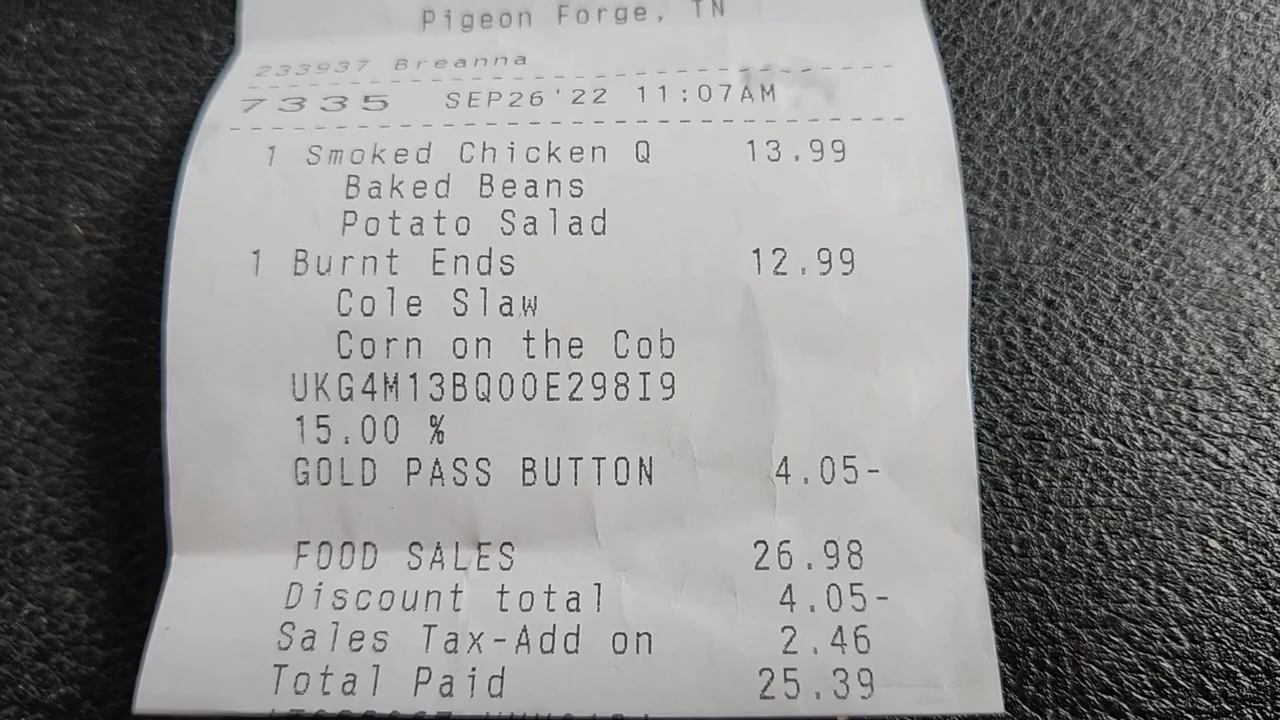 Pigeon Forge, TN
233937 Breanna
7335 SEP26'22 11:07AM
1 Smoked Chicken Q 13.99
Baked Beans
Potato Salad
1 Burnt Ends 12.99
Cole Slaw
Corn on the Cob
UKG4M13BQ00E298I9
15.00 %
GOLD PASS BUTTON 4.05-
FOOD SALES 26.98
Discount total 4.05-
Sales Tax-Add on 2.46
Total Paid 25.39